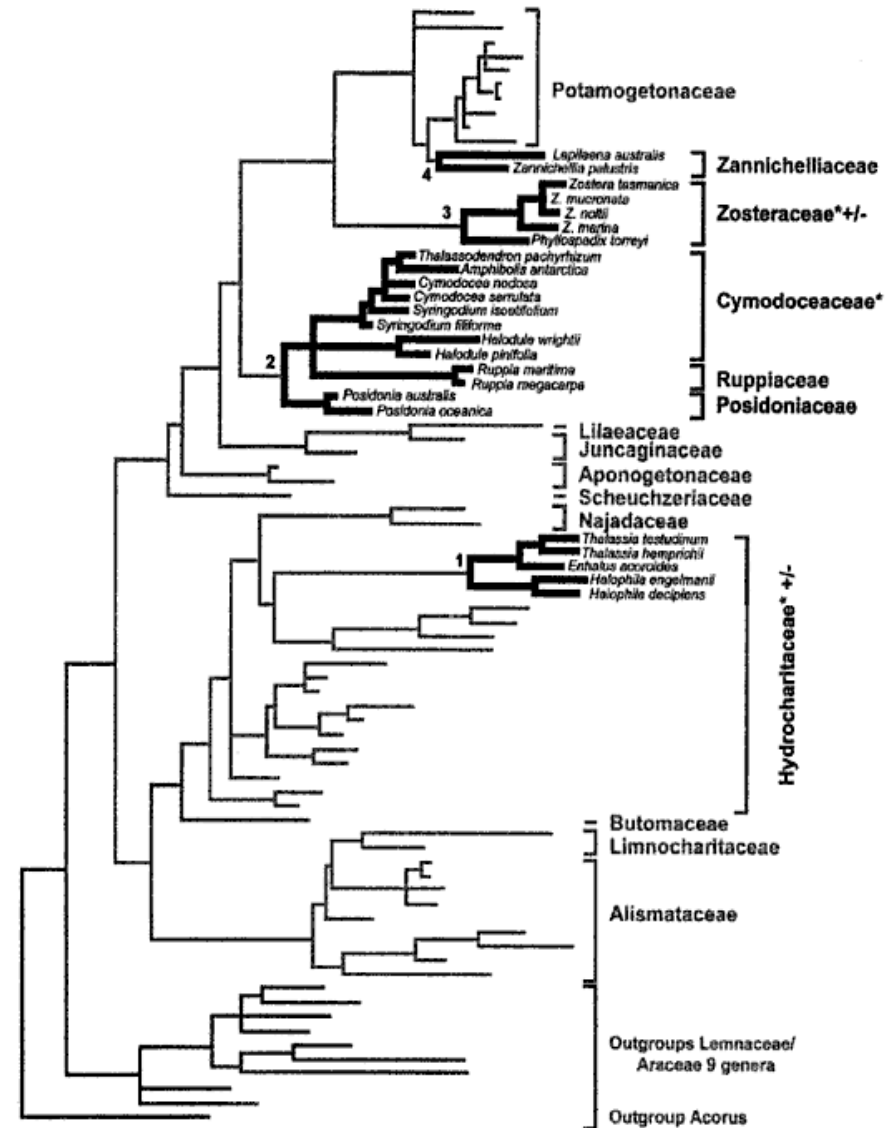 Potamogetonaceae
Lepilaena australis
Zannichellia palustris
4
Zannichelliaceae
Zostera tasmanica
Z. mucronata
3
Z. noltii
Z. marina
Phyllospadix torreyi
Zosteraceae*+/-
Thalassodendron pachyrhizum
Amphibolis antarctica
Cymodocea nodosa
Cymodocea serrulata
Syringodium isoetifolium
Syringodium filiforme
Halodule wrightii
Halodule pinifolia
Cymodoceaceae*
2
Ruppia maritima
Ruppia megacarpa
Ruppiaceae
Posidonia australis
Posidonia oceanica
Posidoniaceae
Lilaeaceae
Juncaginaceae
Aponogetonaceae
Scheuchzeriaceae
Najadaceae
Thalassia testudinum
Thalassia hemprichii
1
Enhalus acoroides
Halophila engelmanii
Halophila decipiens
Hydrocharitaceae* +/-
Butomaceae
Limnocharitaceae
Alismataceae
Outgroups Lemnaceae/
Araceae 9 genera
Outgroup Acorus